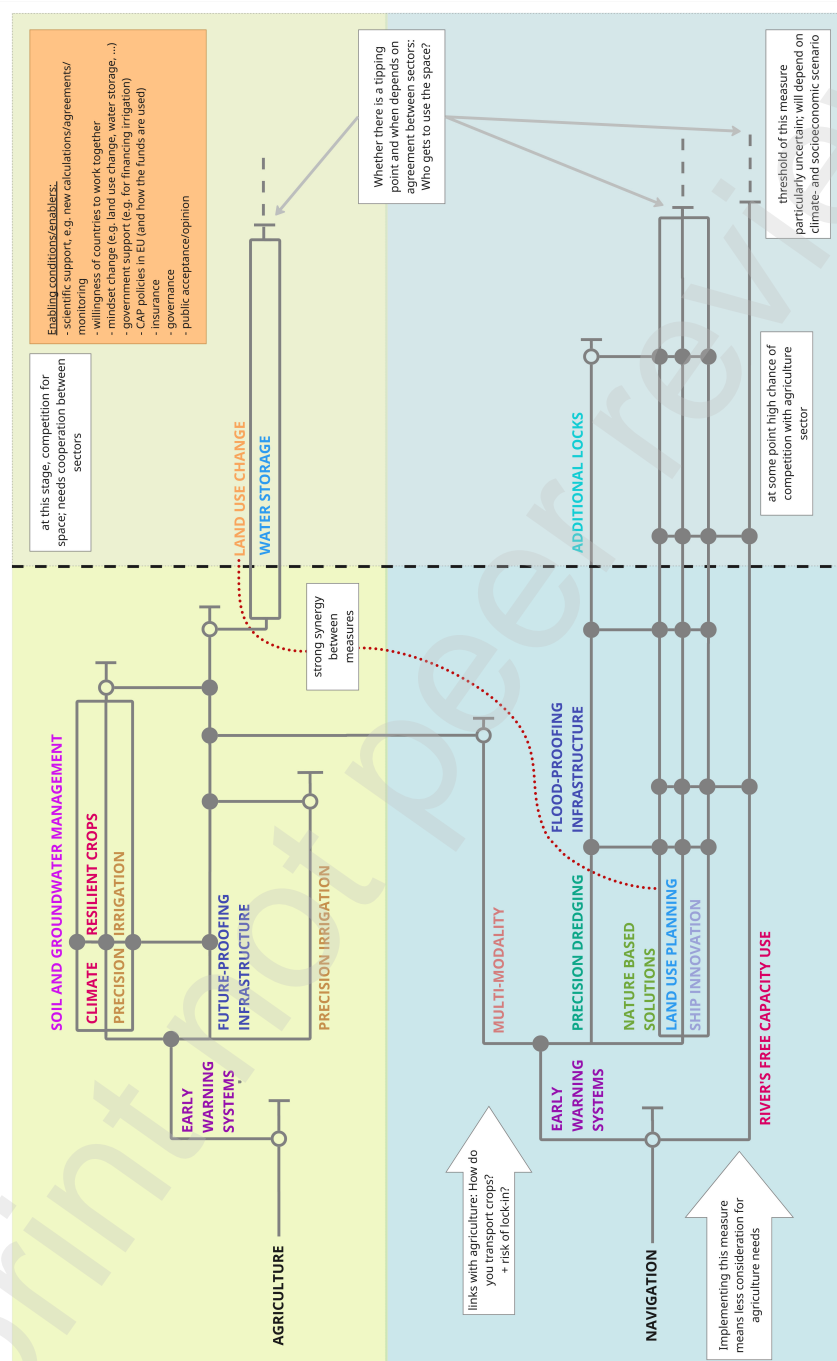 Enabling conditions/enablers:
- scientific support, e.g. new calculations/agreements/
monitoring
- willingness of countries to work together
- mindset change (e.g. land use change, water storage, ...)
- government support (e.g. for financing irrigation)
- CAP policies in EU (and how the funds are used)
- insurance
- governance
- public acceptance/opinion
at this stage, competition for
space; needs cooperation between
sectors
SOIL AND GROUNDWATER MANAGEMENT
CLIMATE RESILIENT CROPS
PRECISION IRRIGATION
EARLY
WARNING
SYSTEMS
FUTURE-PROOFING
INFRASTRUCTURE
PRECISION IRRIGATION
LAND USE CHANGE
WATER STORAGE
AGRICULTURE
strong synergy
between
measures
Whether there is a tipping
point and when depends on
agreement between sectors:
Who gets to use the space?
links with agriculture: How do
you transport crops?
+ risk of lock-in?
MULTI-MODALITY
EARLY
WARNING
SYSTEMS
FLOOD-PROOFING
INFRASTRUCTURE
PRECISION DREDGING
ADDITIONAL LOCKS
NATURE BASED
SOLUTIONS
LAND USE PLANNING
SHIP INNOVATION
NAVIGATION
RIVER'S FREE CAPACITY USE
Implementing this measure
means less consideration for
agriculture needs
at some point high chance of
competition with agriculture
sector
threshold of this measure
particularly uncertain; will depend on
climate- and socioeconomic scenario
print not peer revie